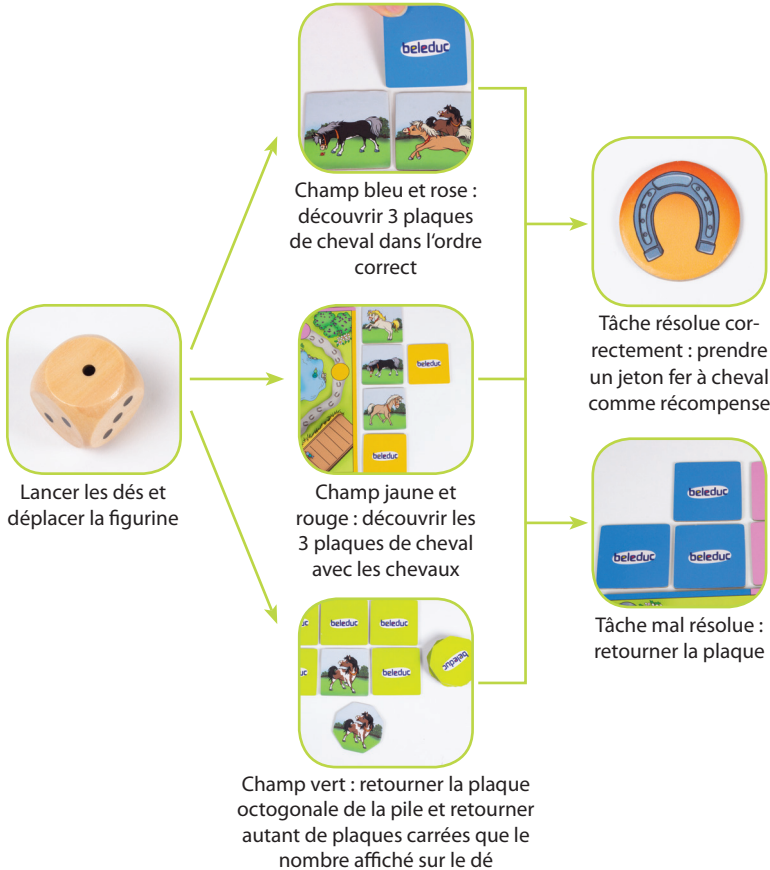 beleduc
Champ bleu et rose :
découvrir 3 plaques
de cheval dans l‘ordre
correct
Tâche résolue cor-
rectement : prendre
un jeton fer à cheval
comme récompense
beleduc
beleduc
Lancer les dés et
déplacer la figurine
Champ jaune et
rouge : découvrir les
3 plaques de cheval
avec les chevaux
beleduc
beleduc
beleduc
Tâche mal résolue :
retourner la plaque
beleduc
beleduc
beleduc
beleduc
Champ vert : retourner la plaque
octogonale de la pile et retourner
autant de plaques carrées que le
nombre affiché sur le dé